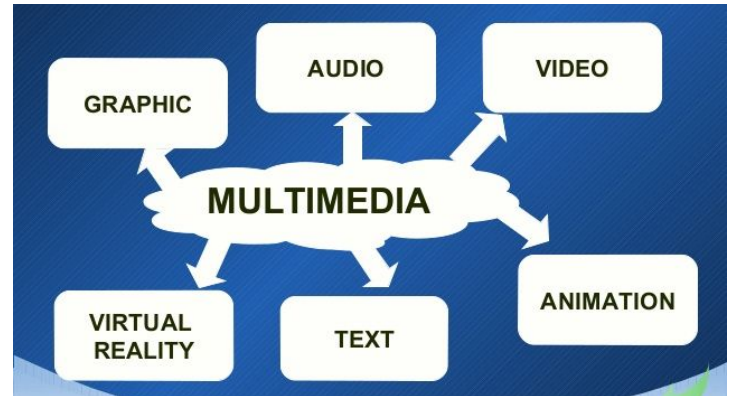 AUDIO
VIDEO
GRAPHIC
MULTIMEDIA
ANIMATION
VIRTUAL
REALITY
TEXT